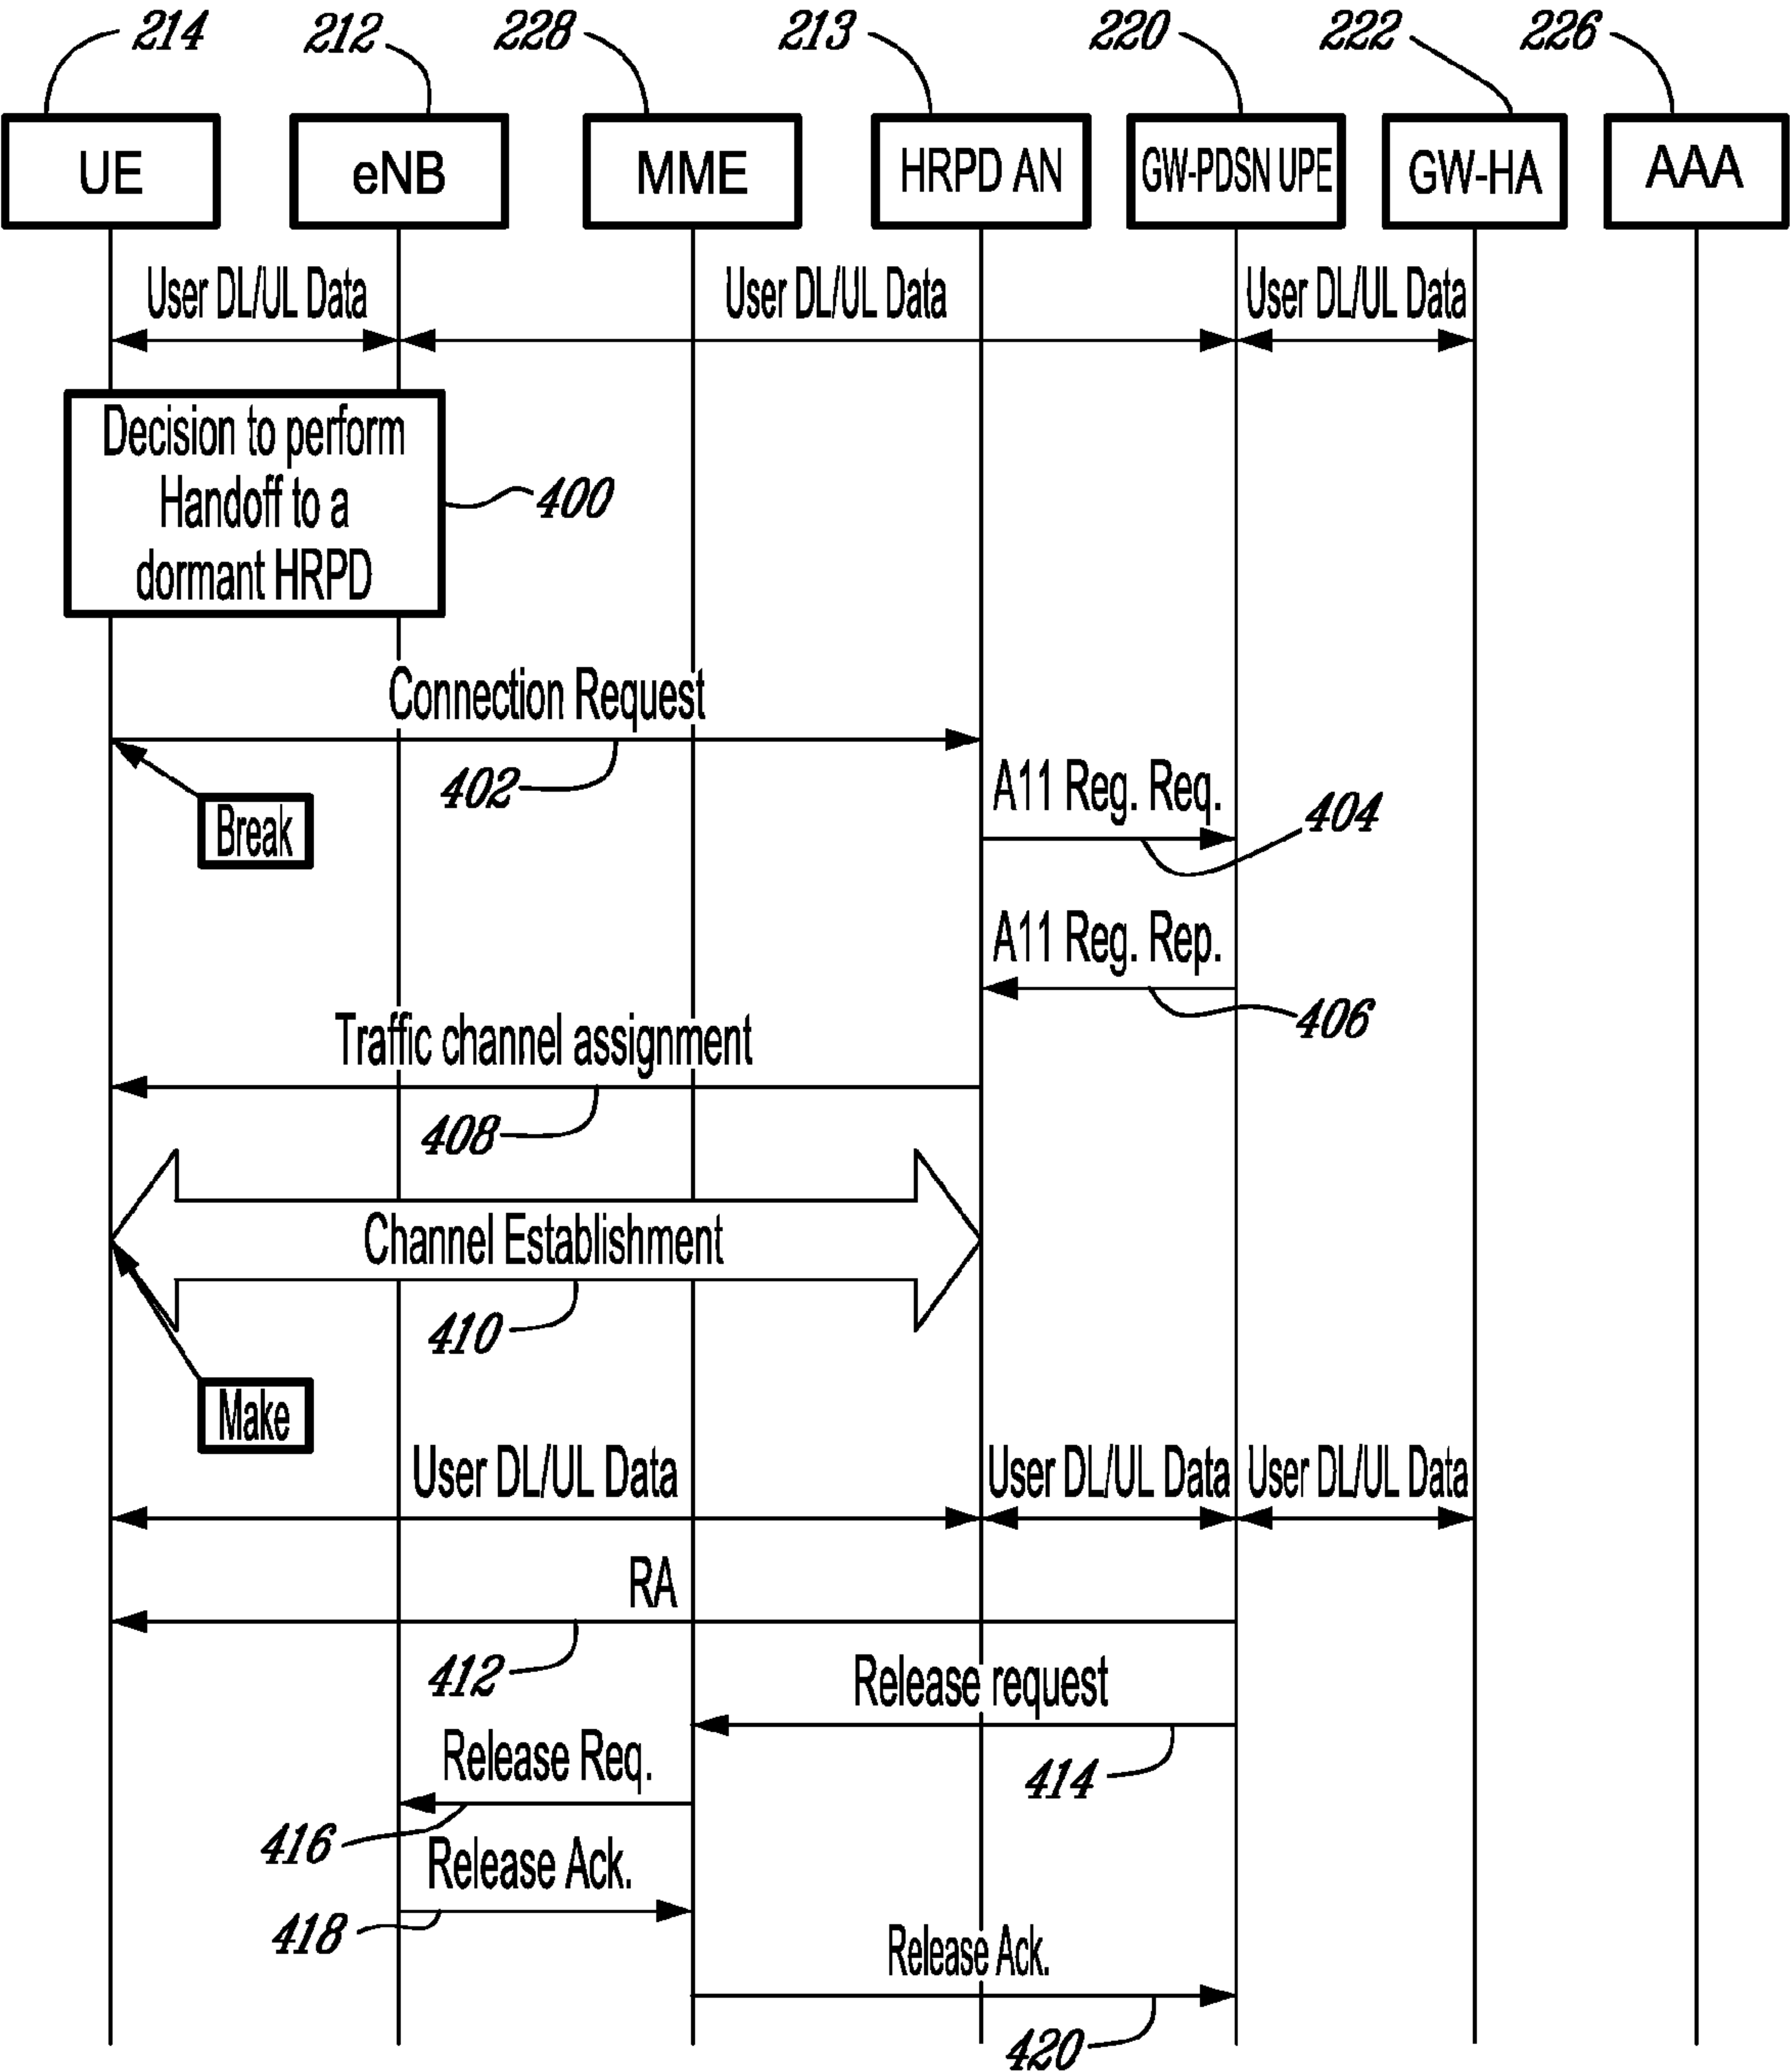 214 212 228 213 220 222 226
UE eNB MME HRPD AN GW-PDSN UPE GW-HA AAA
User DL/UL Data User DL/UL Data User DL/UL Data
Decision to perform
Handoff to a
dormant HRPD
400
Connection Request
402
Break
A11 Reg. Req.
404
A11 Reg. Rep.
406
Traffic channel assignment
408
Channel Establishment
410
Make
User DL/UL Data User DL/UL Data User DL/UL Data
RA
412
Release request
414
Release Req.
416
Release Ack.
418
Release Ack.
420